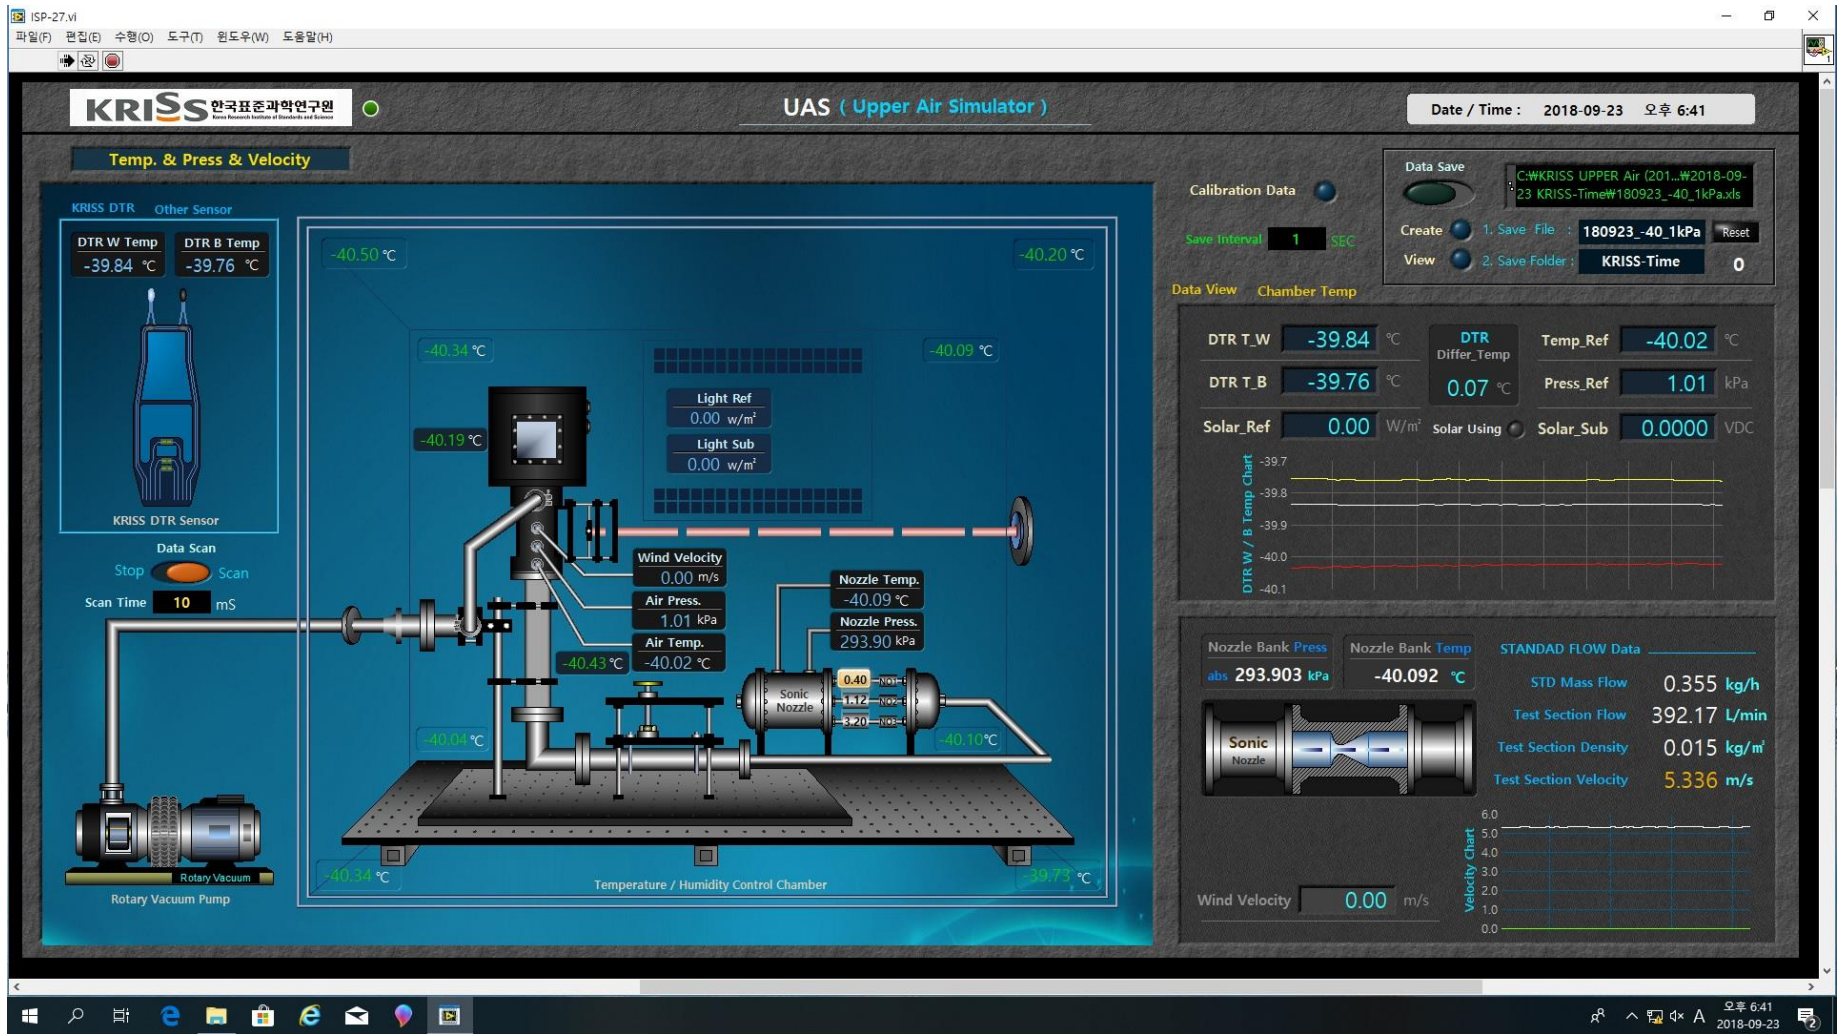 ISP-27.vi
파일(F) 편집(E) 수행(O) 도구(T) 윈도우(W) 도움말(H)
KRISS 한국표준과학연구원
Korea Research Institute of Standards and Science
UAS ( Upper Air Simulator )
Date / Time : 2018-09-23 오후 6:41
Temp. & Press & Velocity
KRISS DTR Other Sensor
DTR W Temp DTR B Temp
-39.84 ℃ -39.76 ℃
KRISS DTR Sensor
Data Scan
Stop Scan
Scan Time 10 mS
Rotary Vacuum
Rotary Vacuum Pump
-40.50 ℃ -40.20 ℃
-40.34 ℃ -40.09 ℃
Light Ref
0.00 w/m²
-40.19 ℃
Light Sub
0.00 w/m²
Wind Velocity
0.00 m/s
Air Press.
1.01 kPa
Air Temp.
-40.43 ℃ -40.02 ℃
Nozzle Temp.
-40.09 ℃
Nozzle Press.
293.90 kPa
Sonic
Nozzle
0.40 NO1
1.12 NO2
3.20 NO3
-40.04 ℃ -40.10℃
-40.34 ℃ -39.73 ℃
Temperature / Humidity Control Chamber
Calibration Data
Save Interval 1 SEC
Data Save
C:₩KRISS UPPER Air (201...₩2018-09-
23 KRISS-Time₩180923_-40_1kPa.xls
Create 1. Save File : 180923_-40_1kPa Reset
View 2. Save Folder : KRISS-Time 0
Data View Chamber Temp
DTR T_W -39.84 ℃
DTR T_B -39.76 ℃
DTR
Differ_Temp
0.07 ℃
Temp_Ref -40.02 ℃
Press_Ref 1.01 kPa
Solar_Ref 0.00 W/m² Solar Using Solar_Sub 0.0000 VDC
DTR W / B Temp Chart
-39.7
-39.8
-39.9
-40.0
-40.1
Nozzle Bank Press
abs 293.903 kPa
Nozzle Bank Temp
-40.092 ℃
Sonic
Nozzle
STANDAD FLOW Data
STD Mass Flow 0.355 kg/h
Test Section Flow 392.17 L/min
Test Section Density 0.015 kg/m³
Test Section Velocity 5.336 m/s
Velocity Chart
6.0
5.0
4.0
3.0
2.0
1.0
0.0
Wind Velocity 0.00 m/s
A 오후 6:41
2018-09-23
2